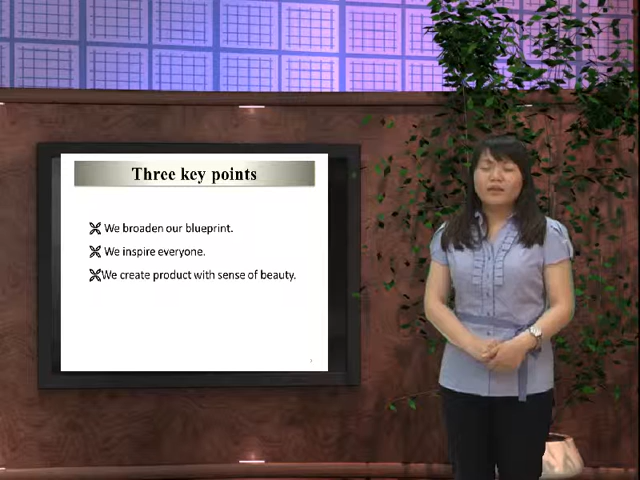 Three key points
We broaden our blueprint.
We inspire everyone.
We create product with sense of beauty.